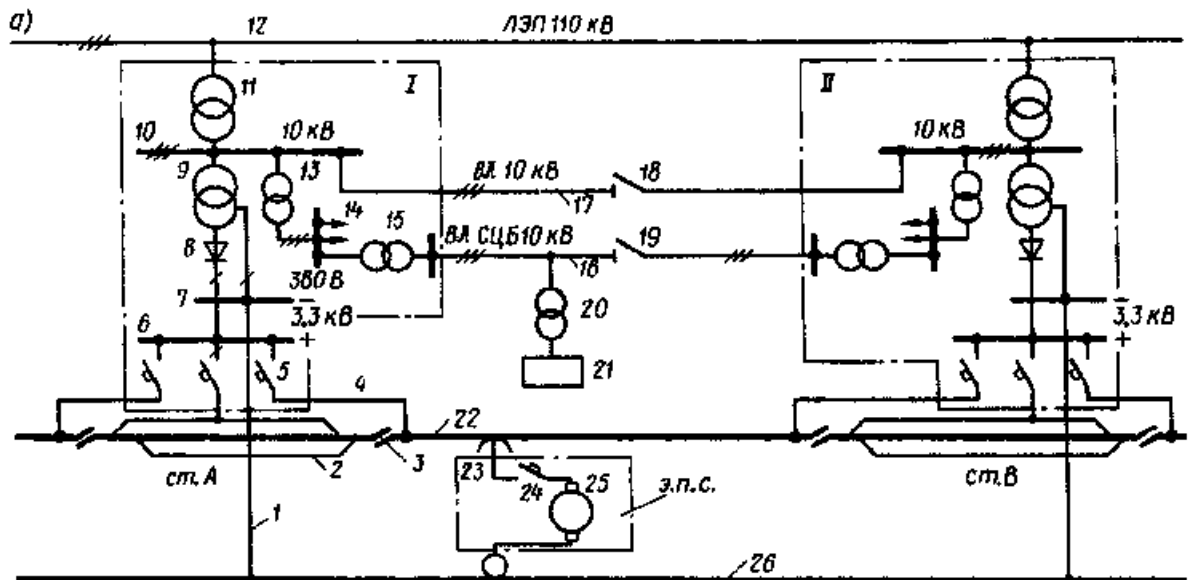 а)
12
ЛЭП 110 кВ
11
I
II
10
10 кВ
10 кВ
9
13
ВЛ 10 кВ
18
17
14
15
ВЛ СЦБ 10 кВ
19
8
16
380 В
20
7
–
3,3 кВ
+
6
–
3,3 кВ
+
5
21
4
22
2
3
23
24
25
э.п.с.
ст. А
ст. В
1
26